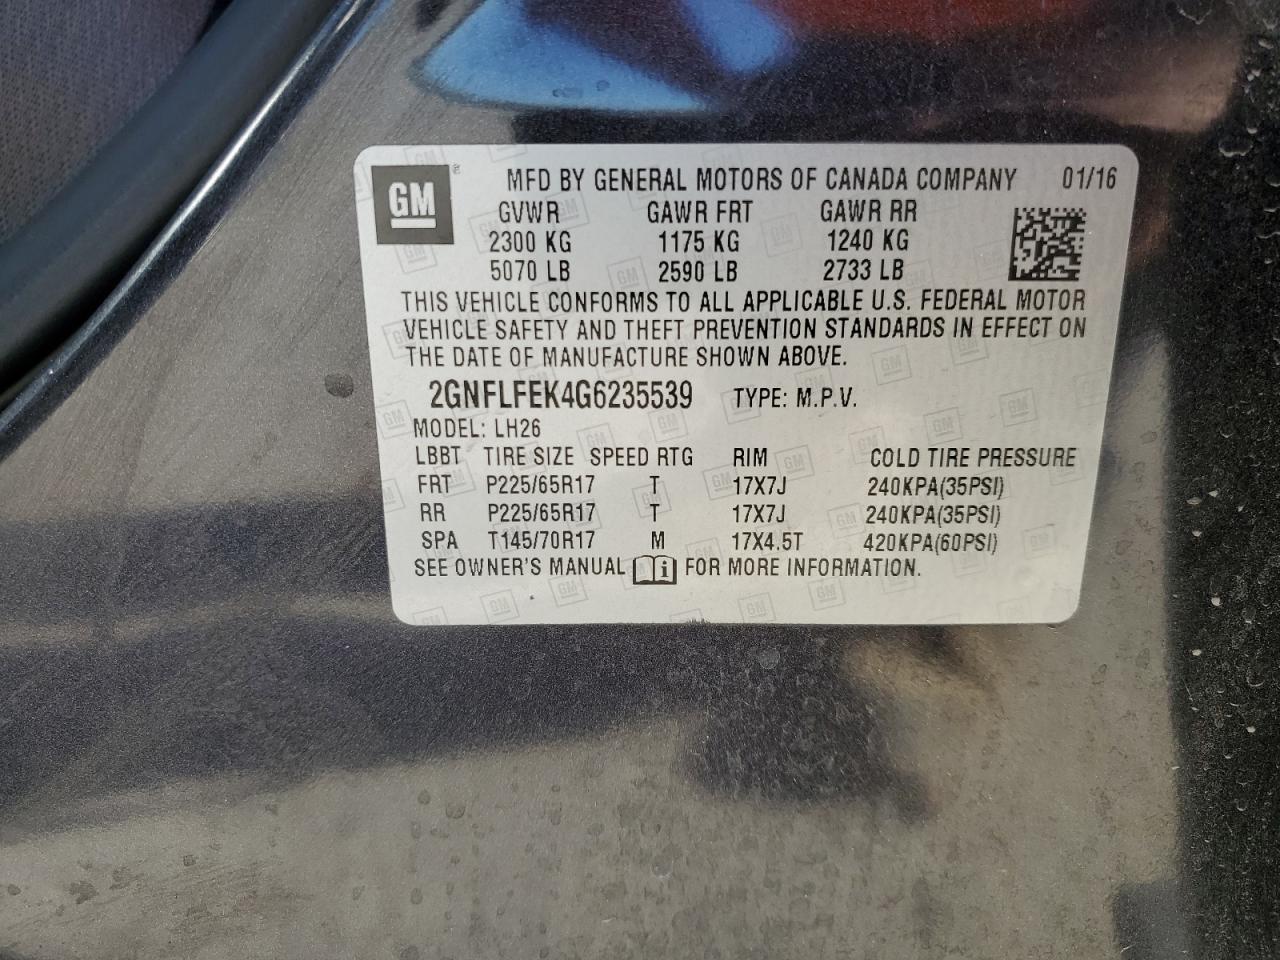 GM ® MFD BY GENERAL MOTORS OF CANADA COMPANY 01/16
GVWR GAWR FRT GAWR RR
2300 KG 1175 KG 1240 KG
5070 LB 2590 LB 2733 LB
THIS VEHICLE CONFORMS TO ALL APPLICABLE U.S. FEDERAL MOTOR
VEHICLE SAFETY AND THEFT PREVENTION STANDARDS IN EFFECT ON
THE DATE OF MANUFACTURE SHOWN ABOVE.
2GNFLFEK4G6235539 TYPE: M.P.V.
MODEL: LH26
LBBT TIRE SIZE SPEED RTG RIM COLD TIRE PRESSURE
FRT P225/65R17 T 17X7J 240KPA(35PSI)
RR P225/65R17 T 17X7J 240KPA(35PSI)
SPA T145/70R17 M 17X4.5T 420KPA(60PSI)
SEE OWNER'S MANUAL i FOR MORE INFORMATION.